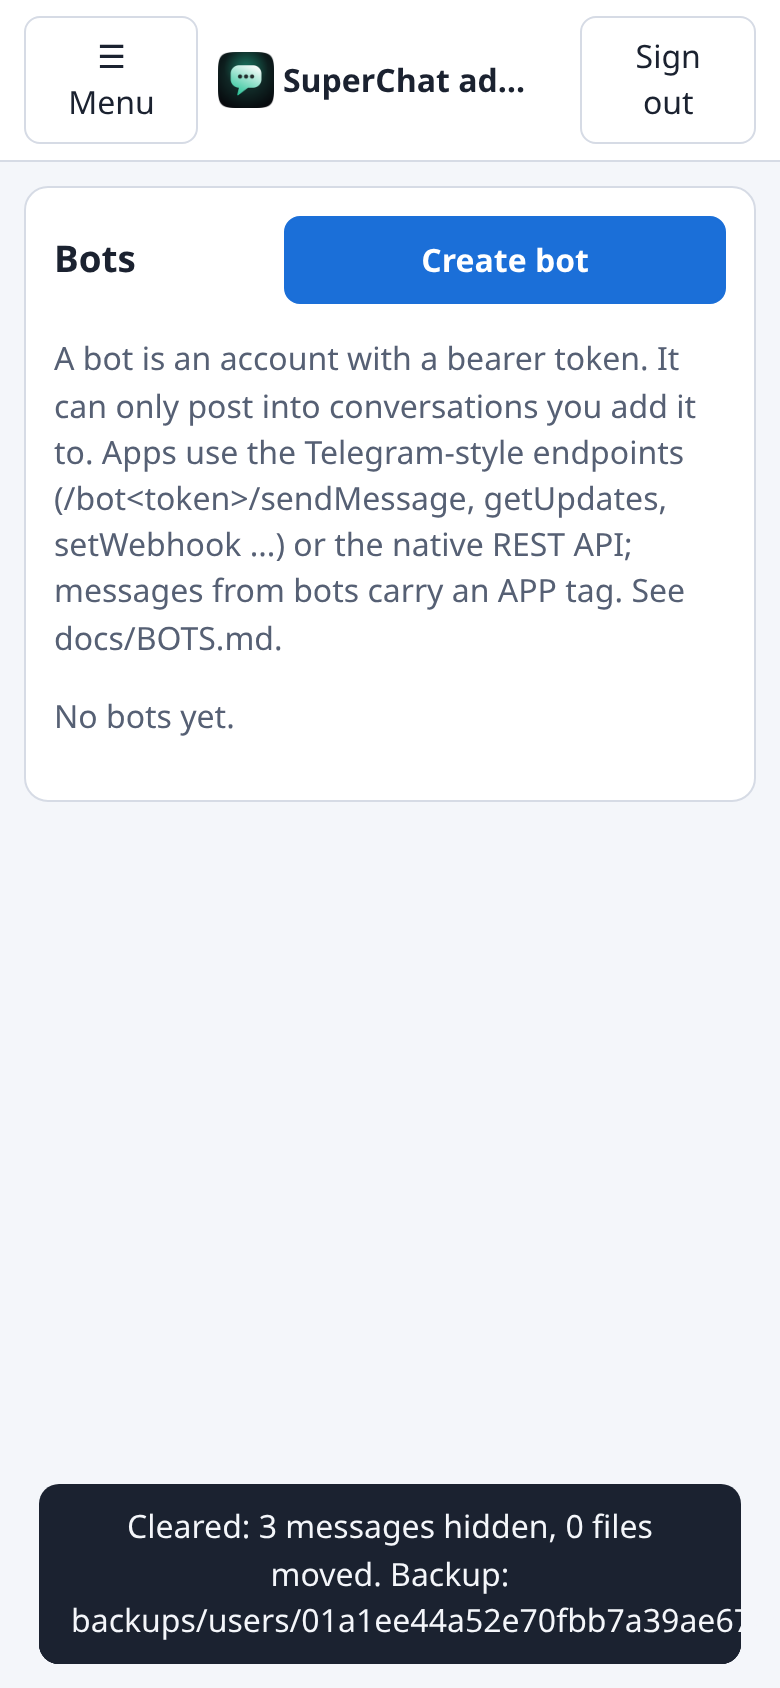 ☰
Menu
SuperChat ad...
Sign
out
Bots
Create bot
A bot is an account with a bearer token. It
can only post into conversations you add it
to. Apps use the Telegram-style endpoints
(/bot<token>/sendMessage, getUpdates,
setWebhook ...) or the native REST API;
messages from bots carry an APP tag. See
docs/BOTS.md.
No bots yet.
Cleared: 3 messages hidden, 0 files
moved. Backup:
backups/users/01a1ee44a52e70fbb7a39ae67